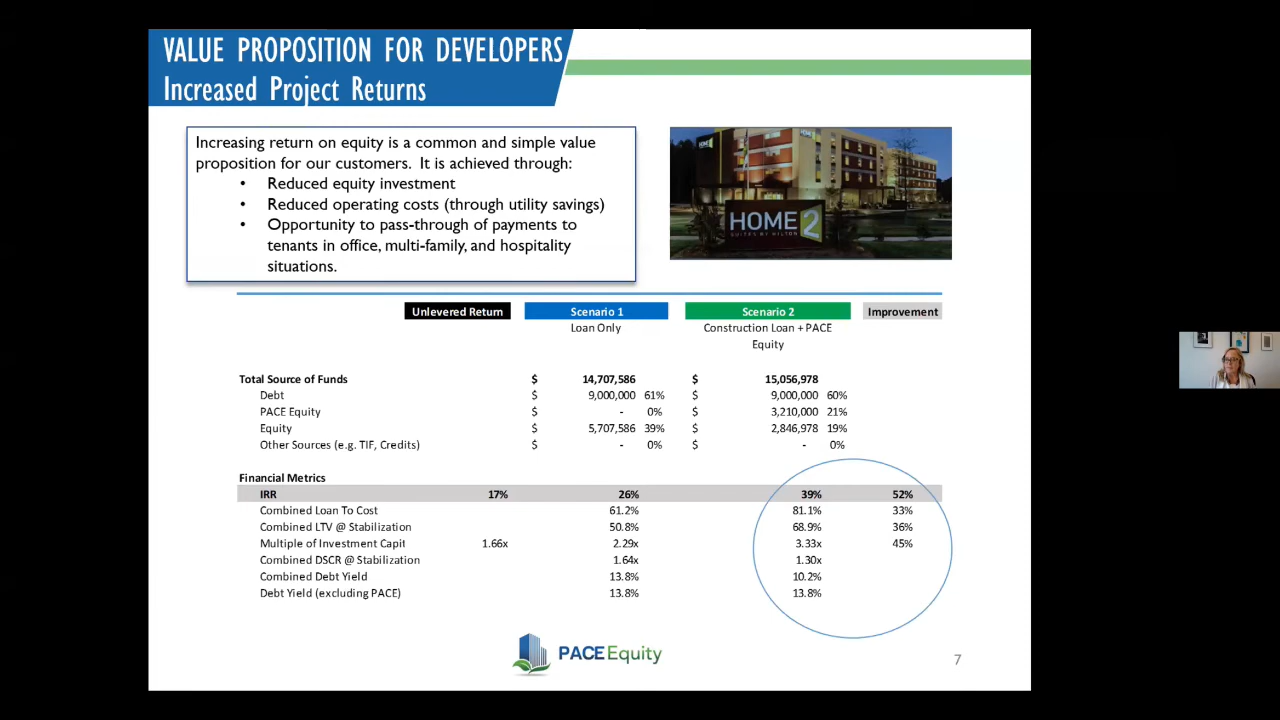 VALUE PROPOSITION FOR DEVELOPERS
Increased Project Returns
Increasing return on equity is a common and simple value
proposition for our customers. It is achieved through:
• Reduced equity investment
• Reduced operating costs (through utility savings)
• Opportunity to pass-through of payments to
tenants in office, multi-family, and hospitality
situations.
HOME2
SUITES BY HILTON
Unlevered Return Scenario 1 Scenario 2 Improvement
Loan Only Construction Loan + PACE
Equity
Total Source of Funds $ 14,707,586 $ 15,056,978
Debt $ 9,000,000 61% $ 9,000,000 60%
PACE Equity $ - 0% $ 3,210,000 21%
Equity $ 5,707,586 39% $ 2,846,978 19%
Other Sources (e.g. TIF, Credits) $ - 0% $ - 0%
Financial Metrics
IRR 17% 26% 39% 52%
Combined Loan To Cost 61.2% 81.1% 33%
Combined LTV @ Stabilization 50.8% 68.9% 36%
Multiple of Investment Capit 1.66x 2.29x 3.33x 45%
Combined DSCR @ Stabilization 1.64x 1.30x
Combined Debt Yield 13.8% 10.2%
Debt Yield (excluding PACE) 13.8% 13.8%
PACE Equity
7